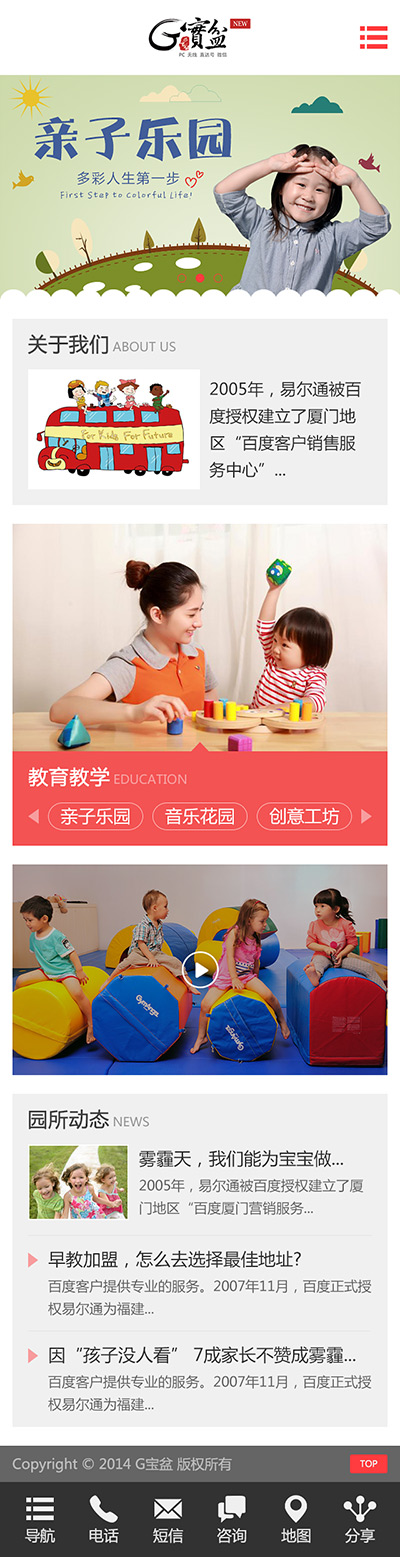 G宝盆 NEW
PC 无线 直达号 微信
亲子乐园
多彩人生第一步
First Step to Colorful Life!
关于我们 ABOUT US
For Kids For Future
2005年，易尔通被百
度授权建立了厦门地
区“百度客户销售服
务中心”...
教育教学 EDUCATION
亲子乐园 音乐花园 创意工坊
Gymboree
Gymboree
园所动态 NEWS
雾霾天，我们能为宝宝做...
2005年，易尔通被百度授权建立了厦
门地区“百度厦门营销服务...
早教加盟，怎么去选择最佳地址?
百度客户提供专业的服务。2007年11月，百度正式授
权易尔通为福建...
因“孩子没人看” 7成家长不赞成雾霾...
百度客户提供专业的服务。2007年11月，百度正式授
权易尔通为福建...
Copyright © 2014 G宝盆 版权所有 TOP
导航 电话 短信 咨询 地图 分享